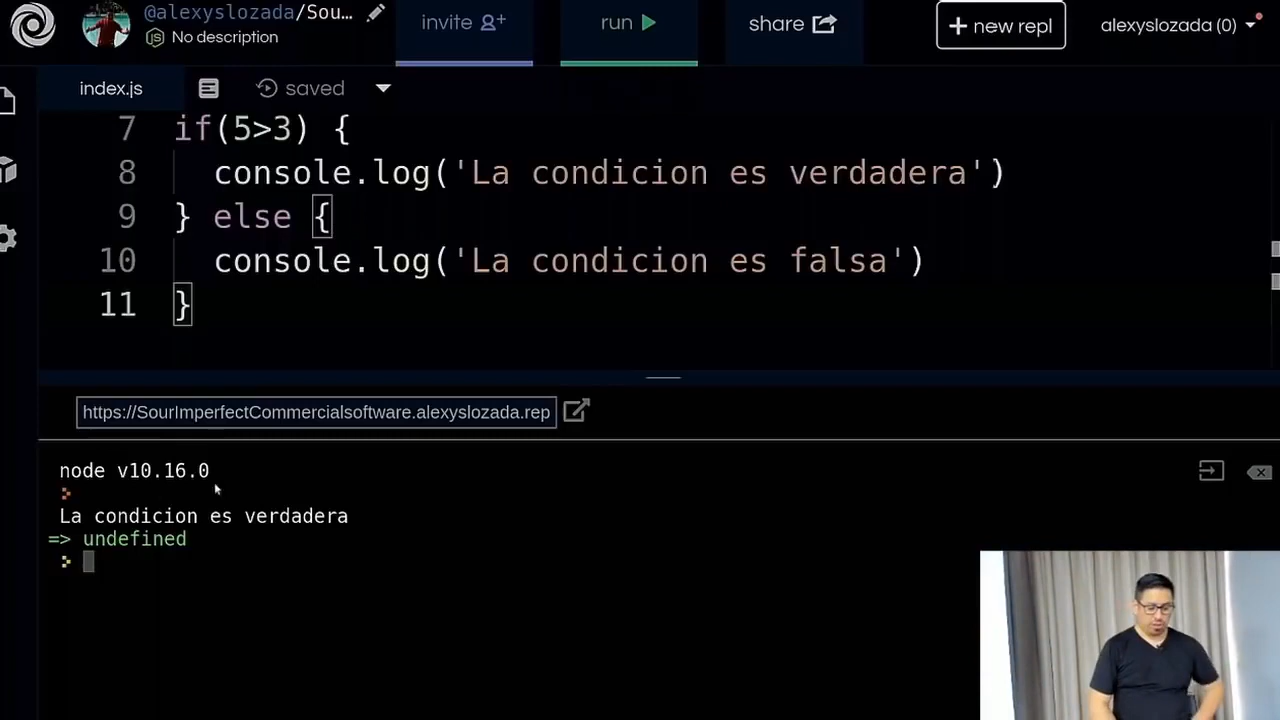 @alexyslozada/Sour…
No description
invite
run
share
+ new repl
alexyslozada (0)
index.js
saved
7 if(5>3) {
8 console.log('La condicion es verdadera')
9 } else {
10 console.log('La condicion es falsa')
11 }
https://SourImperfectCommercialsoftware.alexyslozada.rep
node v10.16.0
>
La condicion es verdadera
=> undefined
>